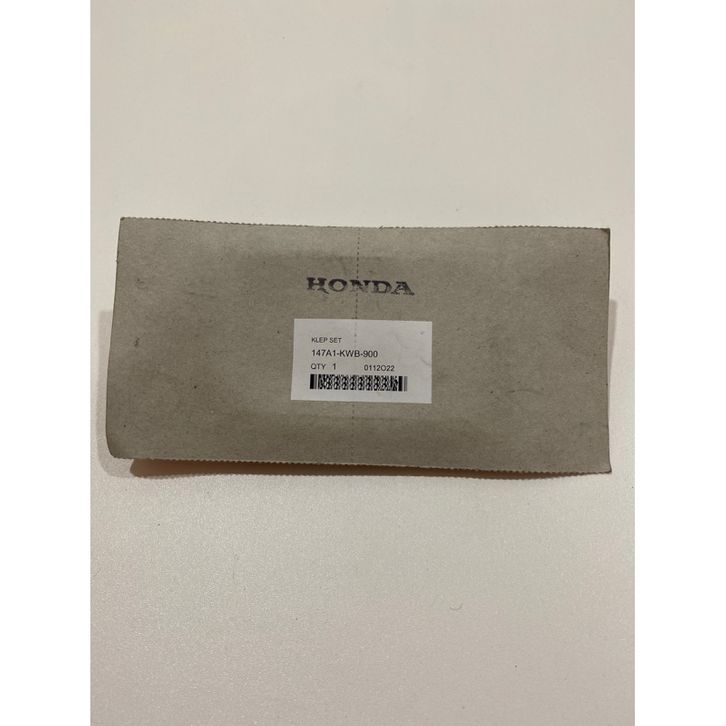 HONDA
KLEP SET
147A1-KWB-900
QTY 1 0112O22